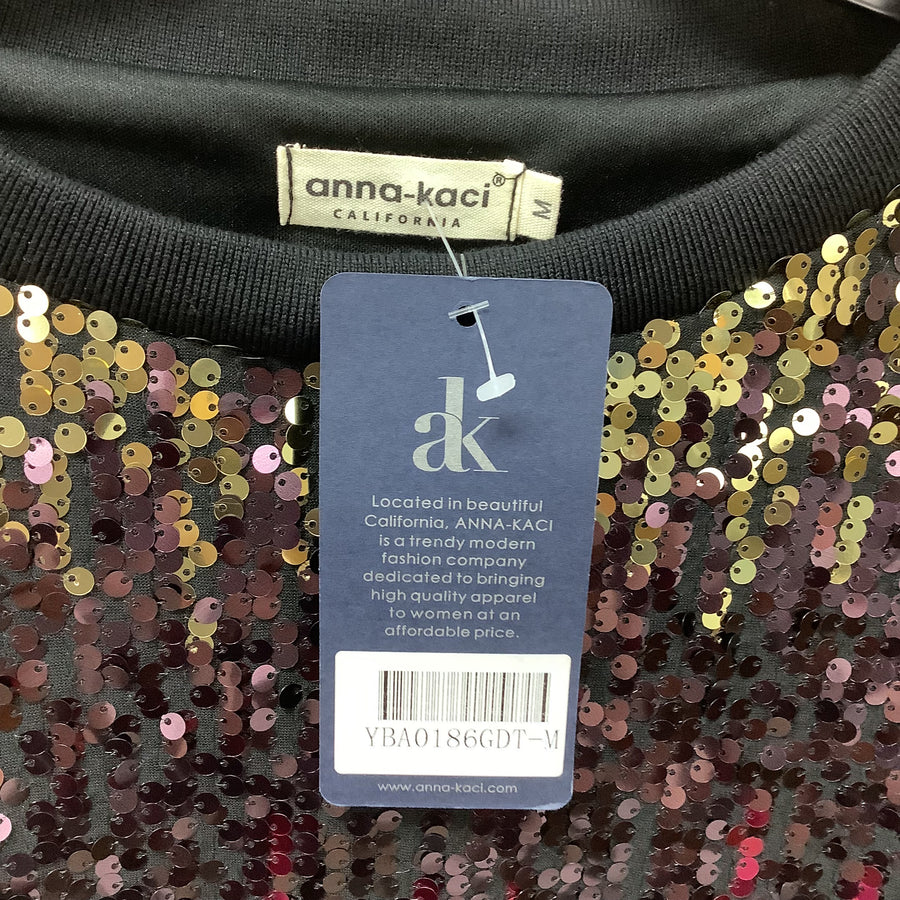 anna-kaci®
CALIFORNIA
M
ak
Located in beautiful
California, ANNA-KACI
is a trendy modern
fashion company
dedicated to bringing
high quality apparel
to women at an
affordable price.
YBA0186GDT-M
www.anna-kaci.com